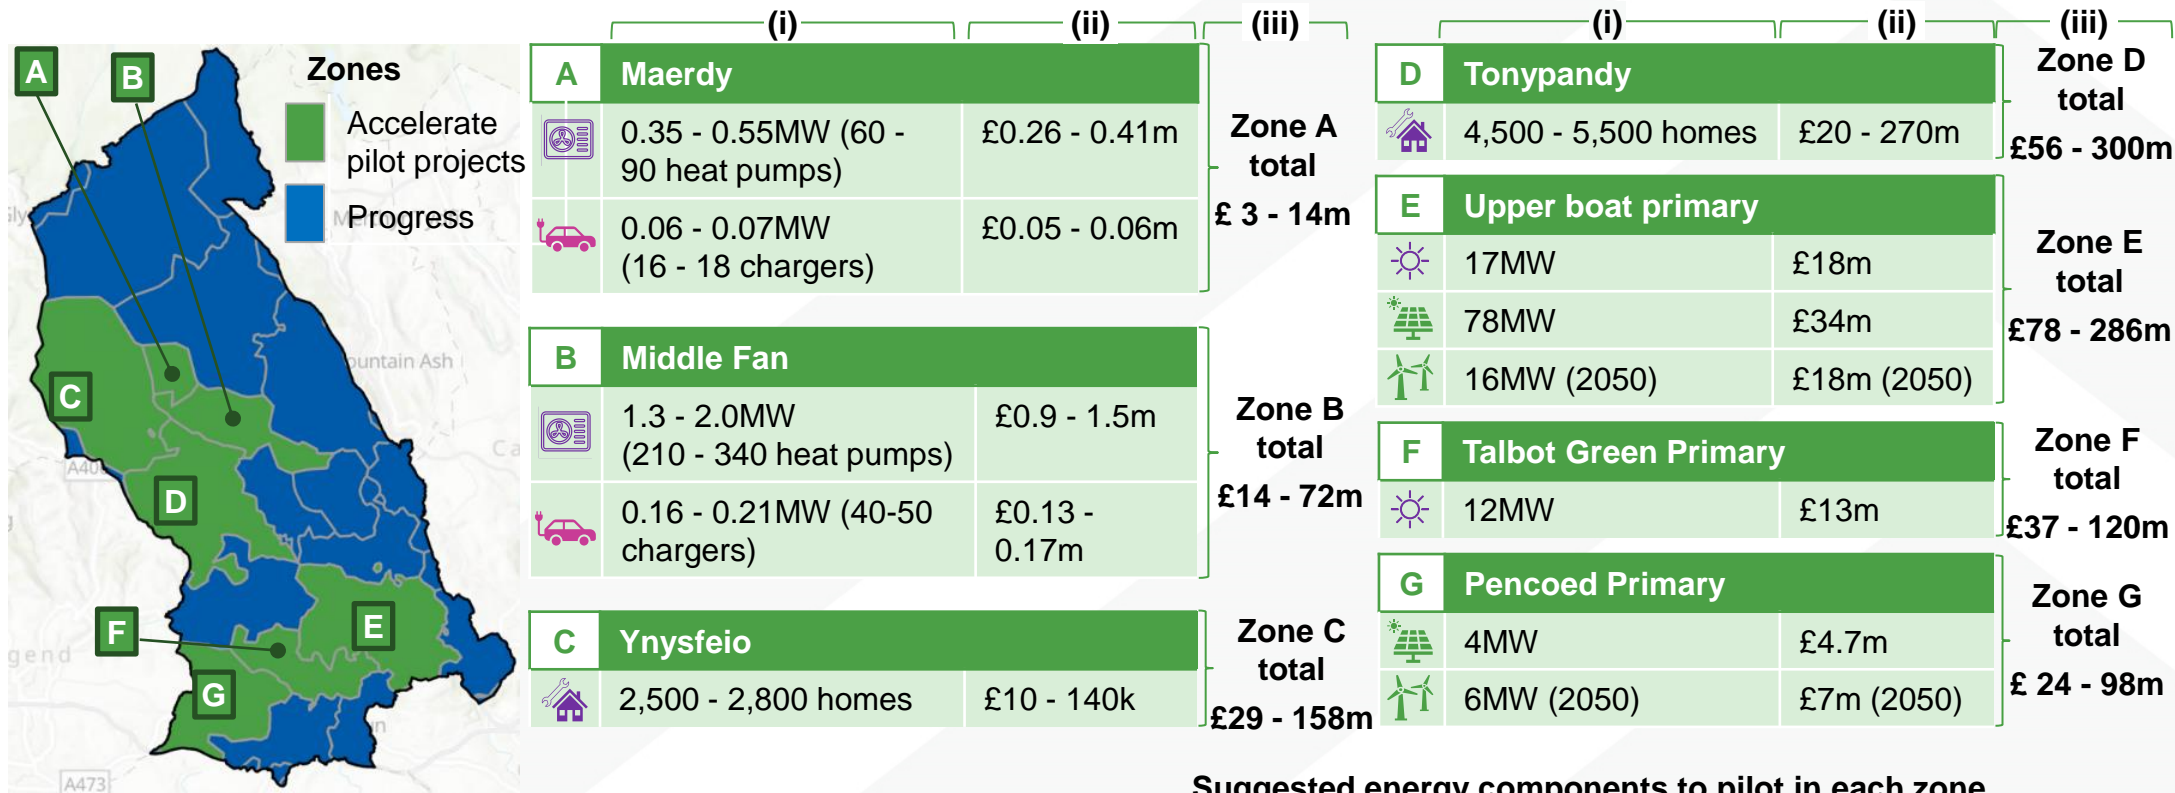 A
B
Zones
Accelerate
pilot projects
Progress
ountain Ash
C
A40
D
F
E
gend
G
A473
(i)
(ii)
(iii)
A
Maerdy
0.35 - 0.55MW (60 -
90 heat pumps)
£0.26 - 0.41m
0.06 - 0.07MW
(16 - 18 chargers)
£0.05 - 0.06m
Zone A
total
£ 3 - 14m
B
Middle Fan
1.3 - 2.0MW
(210 - 340 heat pumps)
£0.9 - 1.5m
0.16 - 0.21MW (40-50
chargers)
£0.13 -
0.17m
Zone B
total
£14 - 72m
C
Ynysfeio
2,500 - 2,800 homes
£10 - 140k
Zone C
total
£29 - 158m
(i)
(ii)
(iii)
D
Tonypandy
4,500 - 5,500 homes
£20 - 270m
Zone D
total
£56 - 300m
E
Upper boat primary
17MW
£18m
78MW
£34m
16MW (2050)
£18m (2050)
Zone E
total
£78 - 286m
F
Talbot Green Primary
12MW
£13m
Zone F
total
£37 - 120m
G
Pencoed Primary
4MW
£4.7m
6MW (2050)
£7m (2050)
Zone G
total
£ 24 - 98m
Suggested energy components to pilot in each zone